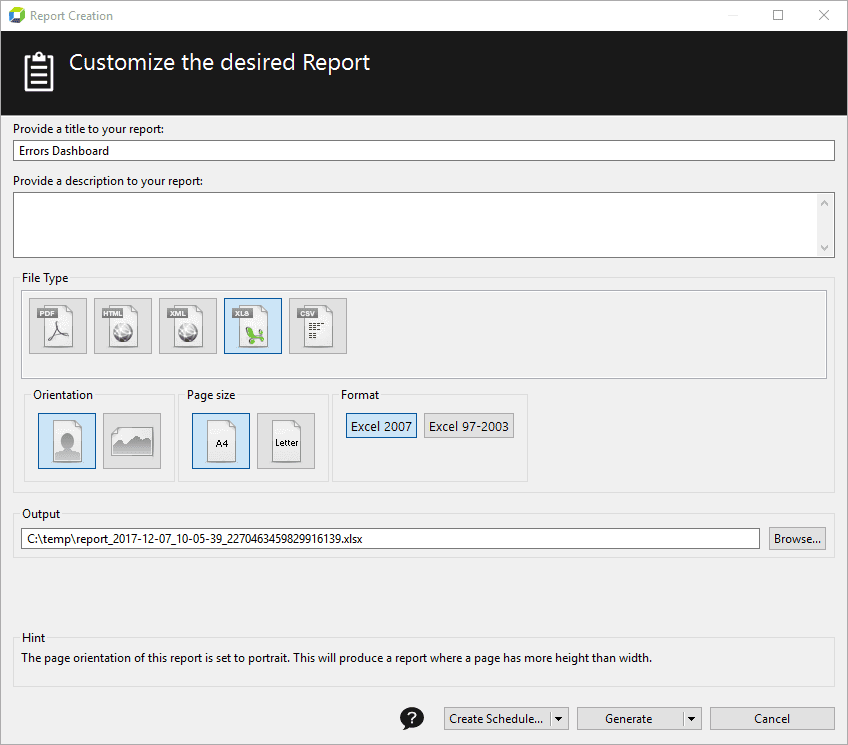 Report Creation
Customize the desired Report
Provide a title to your report:
Errors Dashboard
Provide a description to your report:
File Type
PDF HTML XML XLS CSV
Orientation Page size Format
A4 Letter Excel 2007 Excel 97-2003
Output
C:\temp\report_2017-12-07_10-05-39_2270463459829916139.xlsx Browse...
Hint
The page orientation of this report is set to portrait. This will produce a report where a page has more height than width.
? Create Schedule... Generate Cancel